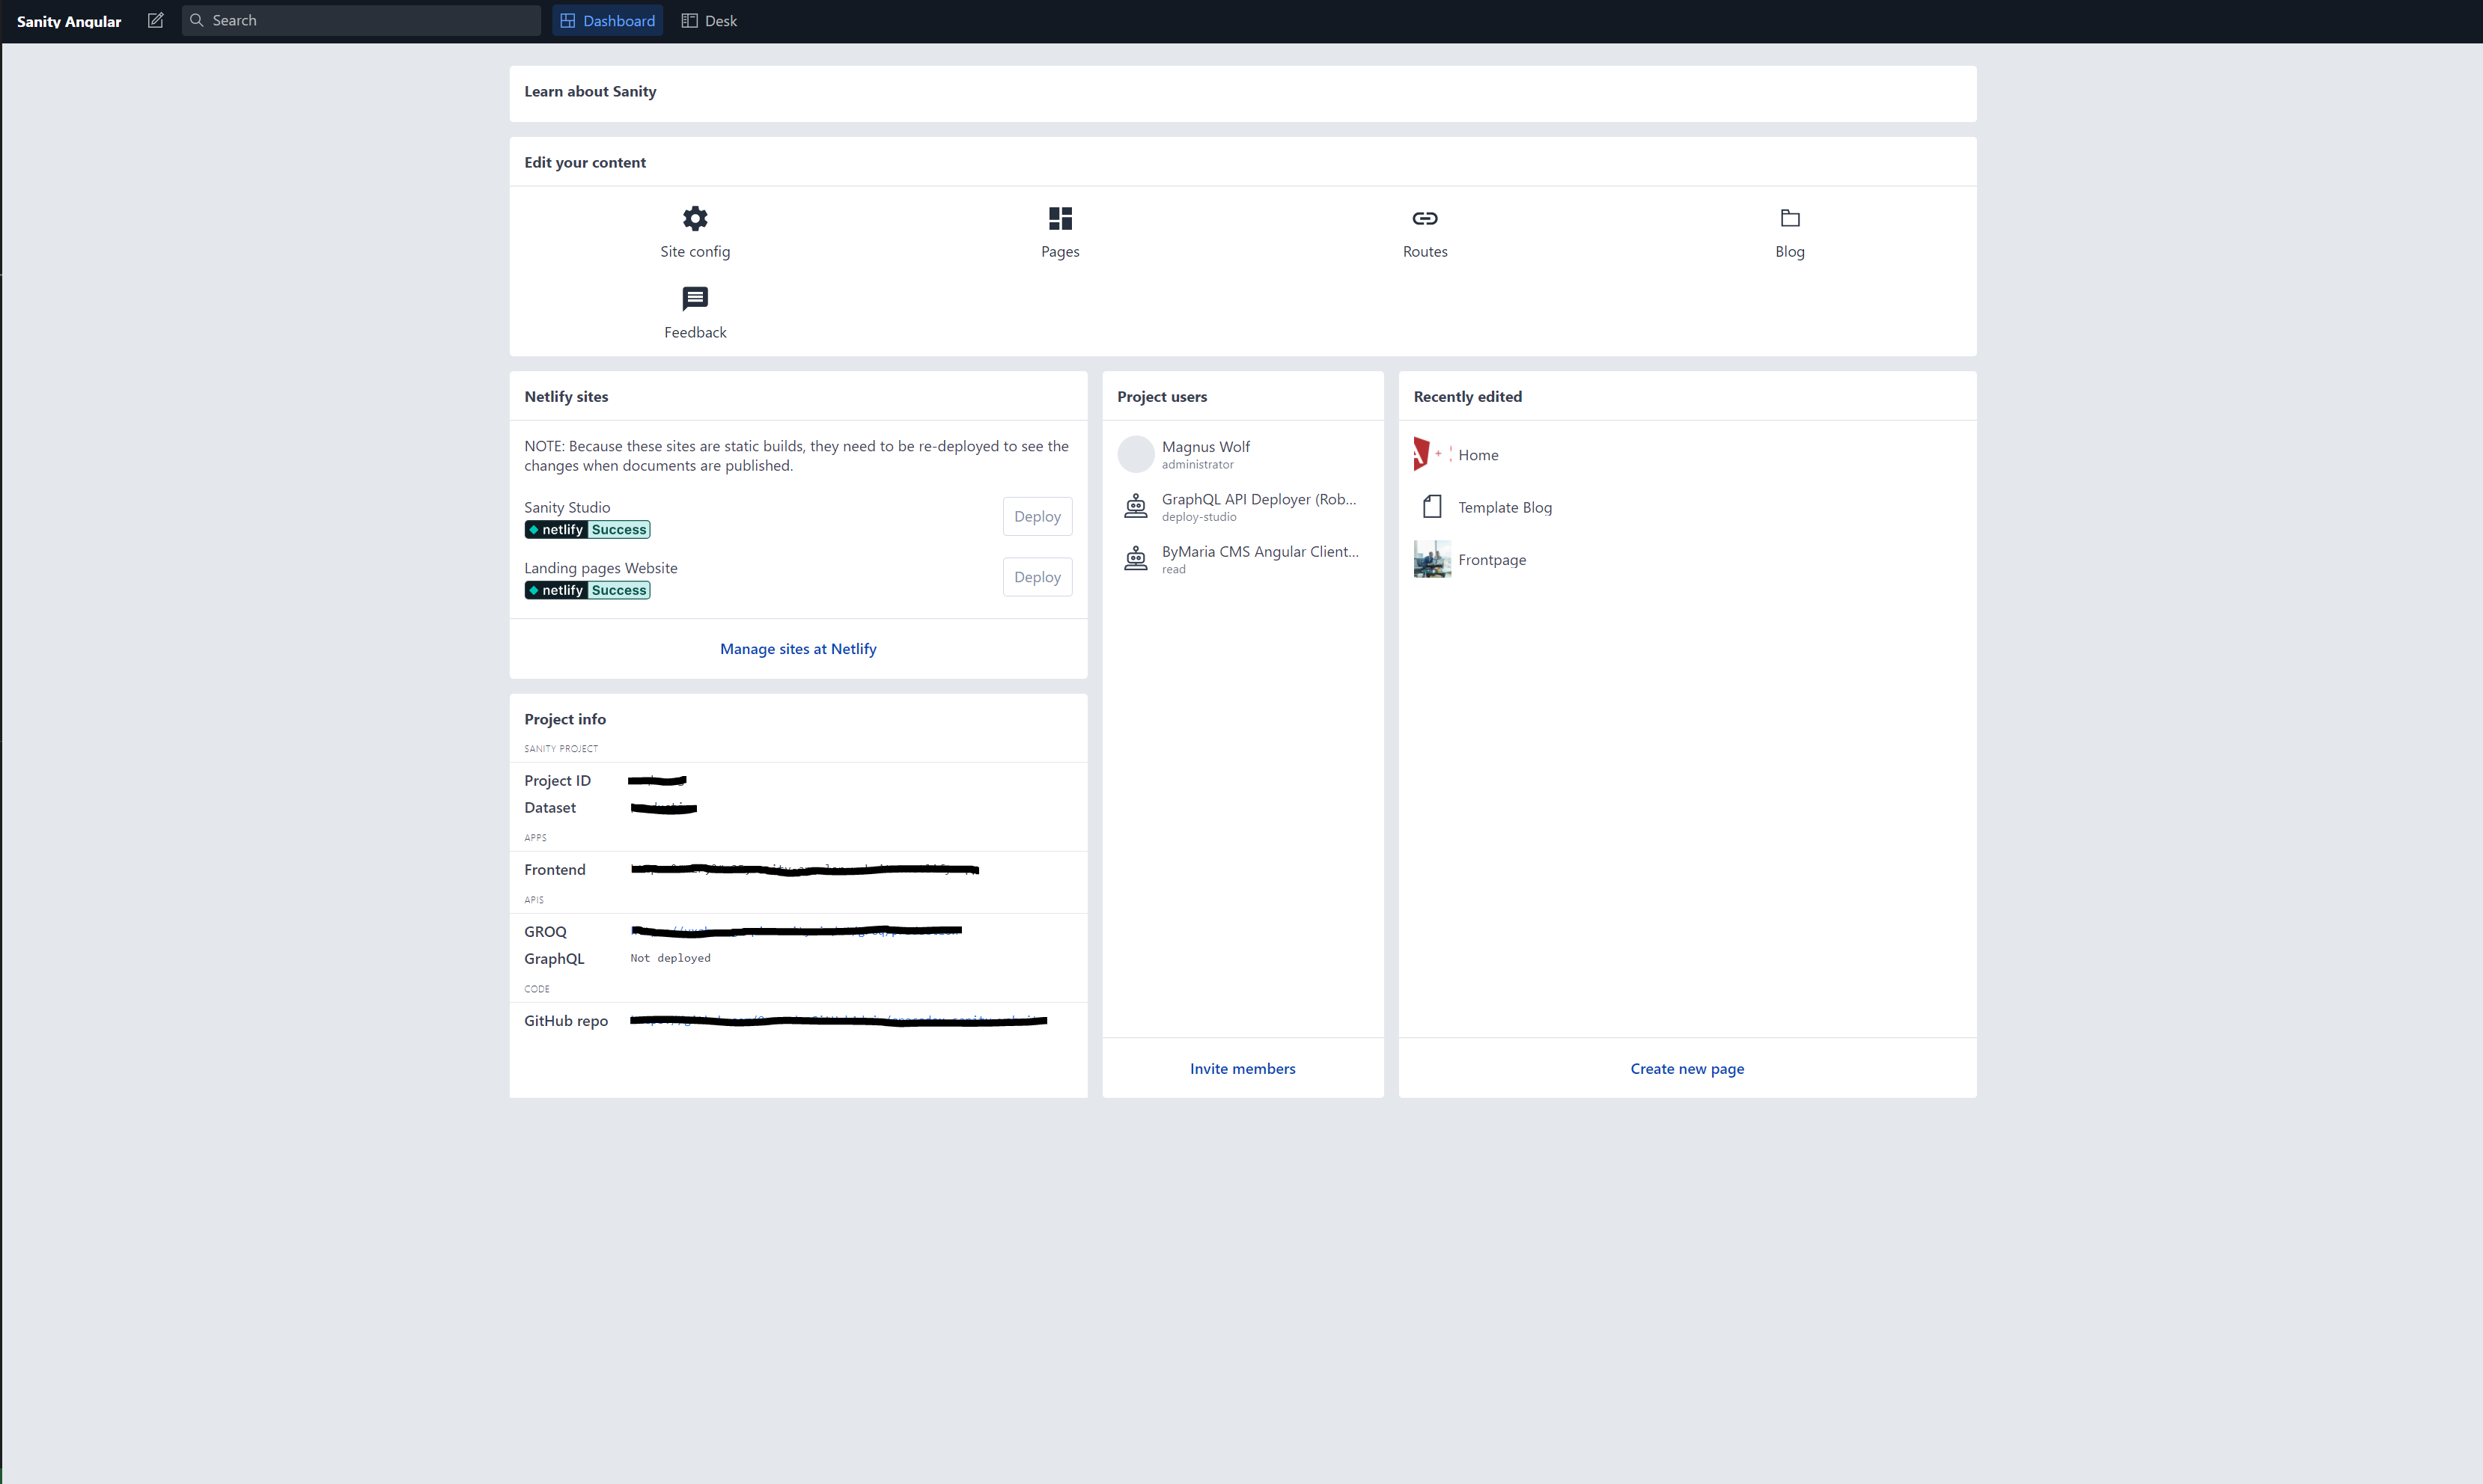 Sanity Angular
Search
Dashboard
Desk
Learn about Sanity
Edit your content
Site config
Pages
Routes
Blog
Feedback
Netlify sites
NOTE: Because these sites are static builds, they need to be re-deployed to see the
changes when documents are published.
Sanity Studio
netlify Success
Deploy
Landing pages Website
netlify Success
Deploy
Manage sites at Netlify
Project info
SANITY PROJECT
Project ID
Dataset
APPS
Frontend
APIS
GROQ
GraphQL Not deployed
CODE
GitHub repo
Project users
Magnus Wolf
administrator
GraphQL API Deployer (Rob...
deploy-studio
ByMaria CMS Angular Client...
read
Invite members
Recently edited
Home
Template Blog
Frontpage
Create new page